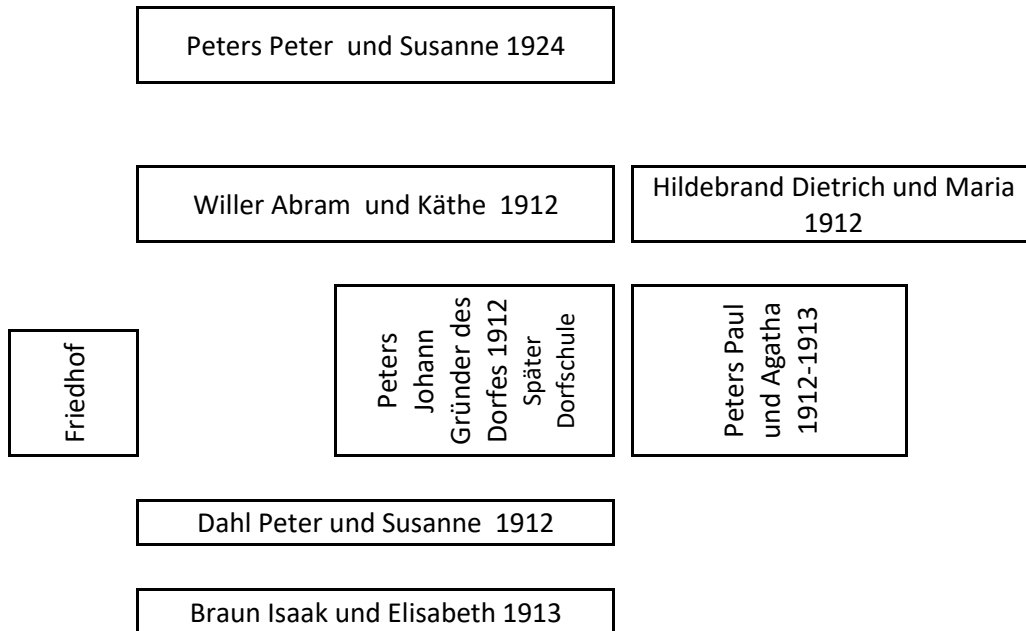 Peters Peter und Susanne 1924
Willer Abram und Käthe 1912
Hildebrand Dietrich und Maria
1912
Friedhof
Peters
Johann
Gründer des
Dorfes 1912
Später
Dorfschule
Peters Paul
und Agatha
1912-1913
Dahl Peter und Susanne 1912
Braun Isaak und Elisabeth 1913